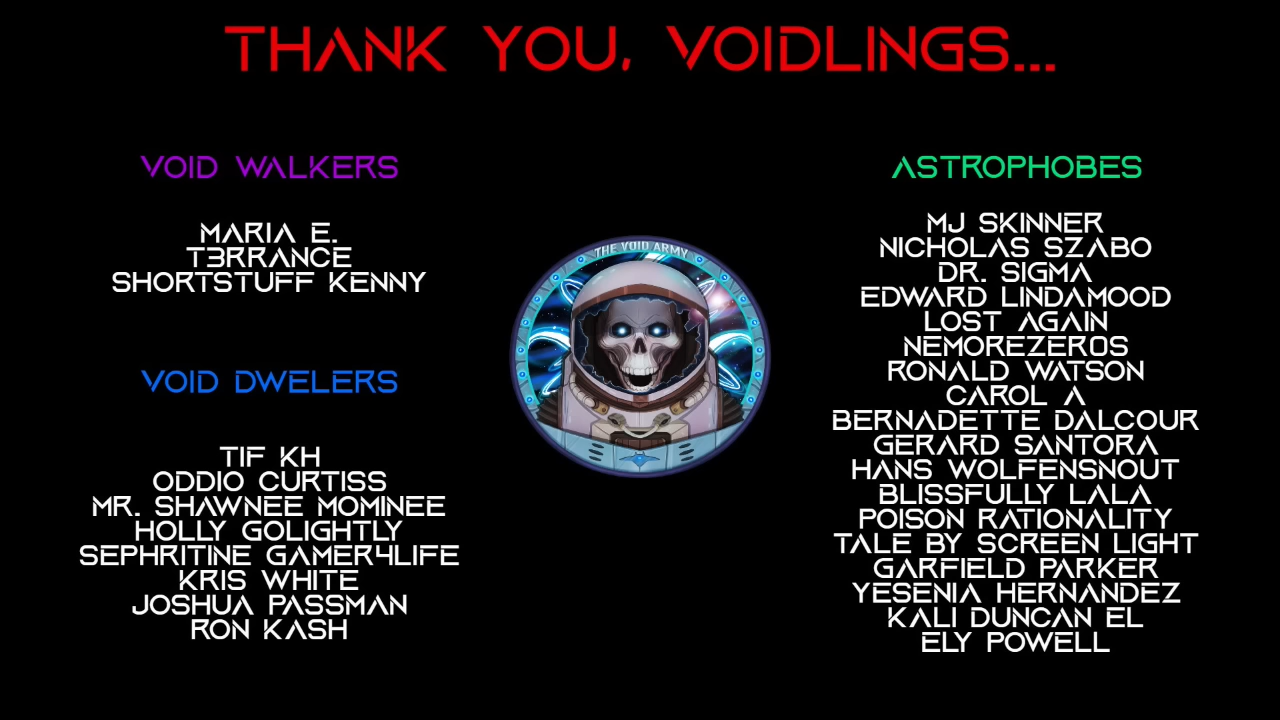 THANK YOU, VOIDLINGS...
VOID WALKERS
MARIA E.
T3RRANCE
SHORTSTUFF KENNY
VOID DWELERS
TIF KH
ODDIO CURTISS
MR. SHAWNEE MOMINEE
HOLLY GOLIGHTLY
SEPHRITINE GAMER4LIFE
KRIS WHITE
JOSHUA PASSMAN
RON KASH
THE VOID ARMY
ASTROPHOBES
MJ SKINNER
NICHOLAS SZABO
DR. SIGMA
EDWARD LINDAMOOD
LOST AGAIN
NEMOREZER0S
RONALD WATSON
CAROL A
BERNADETTE DALCOUR
GERARD SANTORA
HANS WOLFENSNOUT
BLISSFULLY LALA
POISON RATIONALITY
TALE BY SCREEN LIGHT
GARFIELD PARKER
YESENIA HERNANDEZ
KALI DUNCAN EL
ELY POWELL